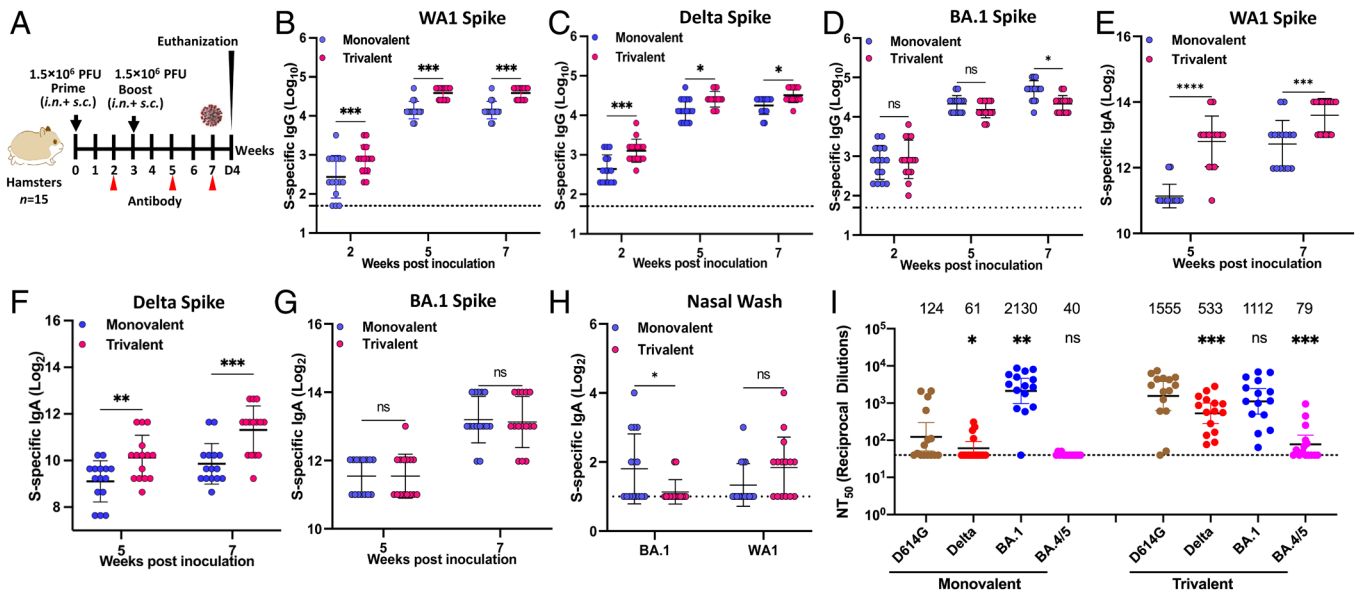 A
Euthanization
1.5×10⁶ PFU
Prime
(i.n.+ s.c.)
1.5×10⁶ PFU
Boost
(i.n.+ s.c.)
Weeks
0 1 2 3 4 5 6 7 D4
Hamsters
n=15
Antibody
B
WA1 Spike
Monovalent
Trivalent
S-specific IgG (Log₁₀)
6
5
4
3
2
1
***
***
***
2 5 7
Weeks post inoculation
C
Delta Spike
Monovalent
Trivalent
S-specific IgG (Log₁₀)
6
5
4
3
2
1
***
*
*
2 5 7
Weeks post inoculation
D
BA.1 Spike
Monovalent
Trivalent
S-specific IgG (Log₁₀)
6
5
4
3
2
1
ns
ns
*
2 5 7
Weeks post inoculation
E
WA1 Spike
Monovalent
Trivalent
S-specific IgA (Log₂)
16
14
12
10
****
***
5 7
Weeks post inoculation
F
Delta Spike
Monovalent
Trivalent
S-specific IgA (Log₂)
16
14
12
10
8
**
***
5 7
Weeks post inoculation
G
BA.1 Spike
Monovalent
Trivalent
S-specific IgA (Log₂)
16
14
12
10
ns
ns
5 7
Weeks post inoculation
H
Nasal Wash
Monovalent
Trivalent
S-specific IgA (Log₂)
6
4
2
0
*
ns
BA.1 WA1
I
124 61 2130 40 1555 533 1112 79
* ** ns *** ns ***
NT₅₀ (Reciprocal Dilutions)
10⁵
10⁴
10³
10²
10¹
10⁰
D614G Delta BA.1 BA.4/5 D614G Delta BA.1 BA.4/5
Monovalent Trivalent